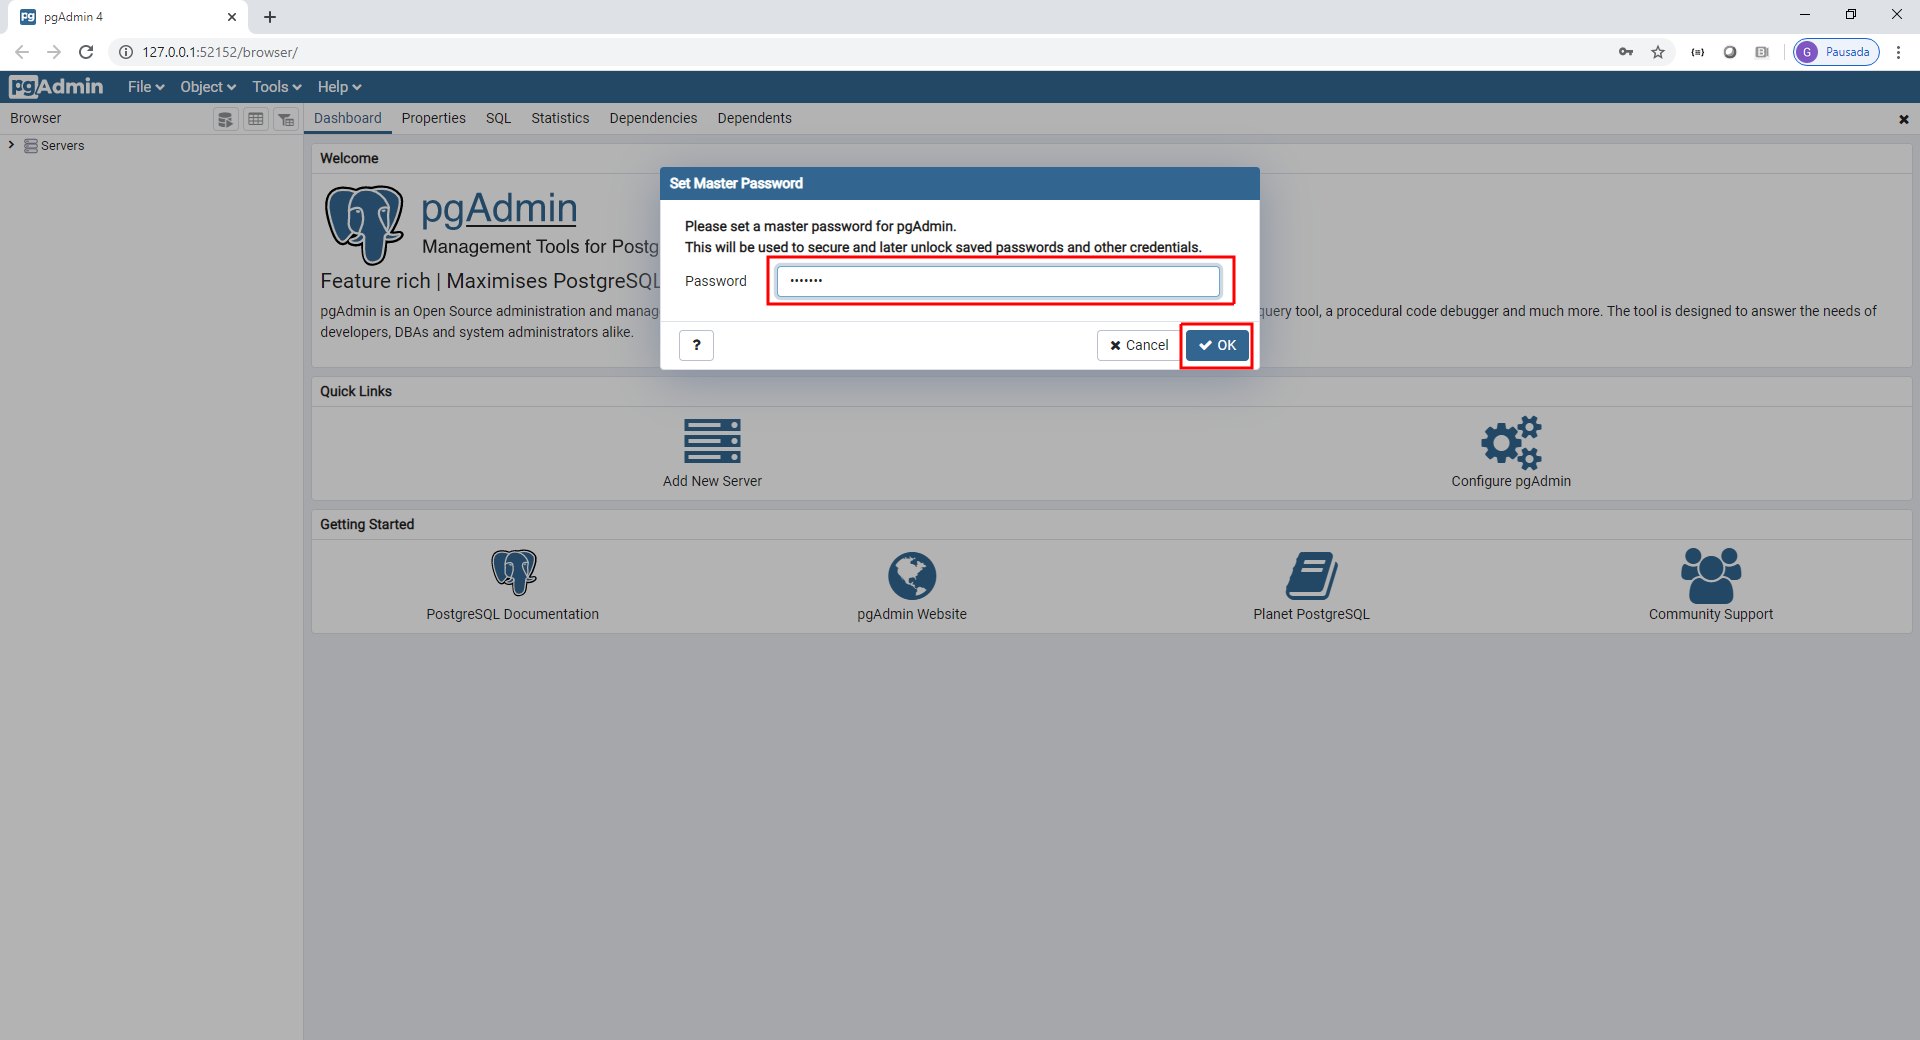 pgAdmin 4
127.0.0.1:52152/browser/
G Pausada
pgAdmin File Object Tools Help
Browser
Dashboard Properties SQL Statistics Dependencies Dependents
Servers
Welcome
pgAdmin
Management Tools for Postg
Feature rich | Maximises PostgreSQL
pgAdmin is an Open Source administration and manag
query tool, a procedural code debugger and much more. The tool is designed to answer the needs of
developers, DBAs and system administrators alike.
Set Master Password
Please set a master password for pgAdmin.
This will be used to secure and later unlock saved passwords and other credentials.
Password •••••••
? Cancel OK
Quick Links
Add New Server
Configure pgAdmin
Getting Started
PostgreSQL Documentation
pgAdmin Website
Planet PostgreSQL
Community Support